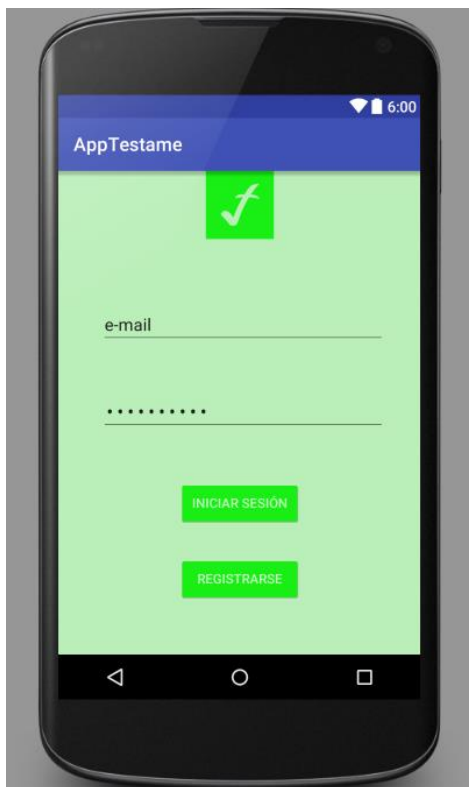 6:00
AppTestame
e-mail
••••••••••
INICIAR SESIÓN
REGISTRARSE